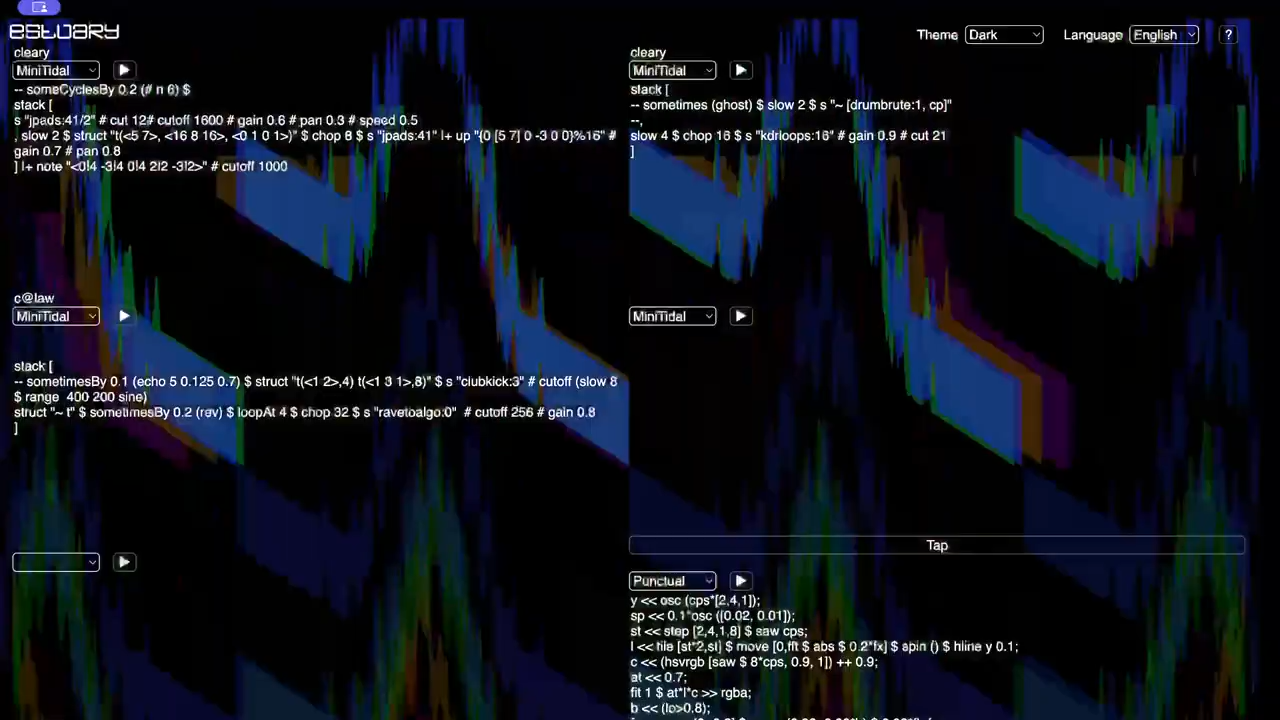 estuary
Theme Dark Language English ?
cleary
MiniTidal
-- someCyclesBy 0.2 (# n 6) $
stack [
s "jpads:41/2" # cut 12# cutoff 1600 # gain 0.6 # pan 0.3 # speed 0.5
, slow 2 $ struct "t(<5 7>, <16 8 16>, <0 1 0 1>)" $ chop 8 $ s "jpads:41" |+ up "{0 [5 7] 0 -3 0 0}%16" #
gain 0.7 # pan 0.8
] |+ note "<0!4 -3!4 0!4 2!2 -3!2>" # cutoff 1000
cleary
MiniTidal
stack [
-- sometimes (ghost) $ slow 2 $ s "~ [drumbrute:1, cp]"
--,
slow 4 $ chop 16 $ s "kdrloops:16" # gain 0.9 # cut 21
]
c@law
MiniTidal
stack [
-- sometimesBy 0.1 (echo 5 0.125 0.7) $ struct "t(<1 2>,4) t(<1 3 1>,8)" $ s "clubkick:3" # cutoff (slow 8
$ range 400 200 sine)
struct "~ t" $ sometimesBy 0.2 (rev) $ loopAt 4 $ chop 32 $ s "ravetoalgo:0" # cutoff 256 # gain 0.8
]
MiniTidal
Tap
Punctual
y << osc (cps*[2,4,1]);
sp << 0.1*osc ([0.02, 0.01]);
st << step [2,4,1,8] $ saw cps;
l << tile [st*2,st] $ move [0,fft $ abs $ 0.2*fx] $ spin () $ hline y 0.1;
c << (hsvrgb [saw $ 8*cps, 0.9, 1]) ++ 0.9;
at << 0.7;
fit 1 $ at*l*c >> rgba;
b << (lo>0.8);